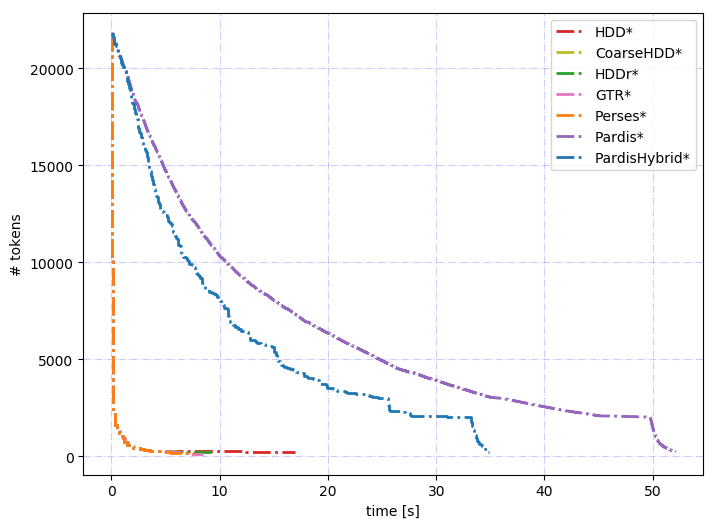 HDD*
CoarseHDD*
HDDr*
GTR*
Perses*
Pardis*
PardisHybrid*
20000
15000
10000
5000
0
# tokens
0 10 20 30 40 50
time [s]